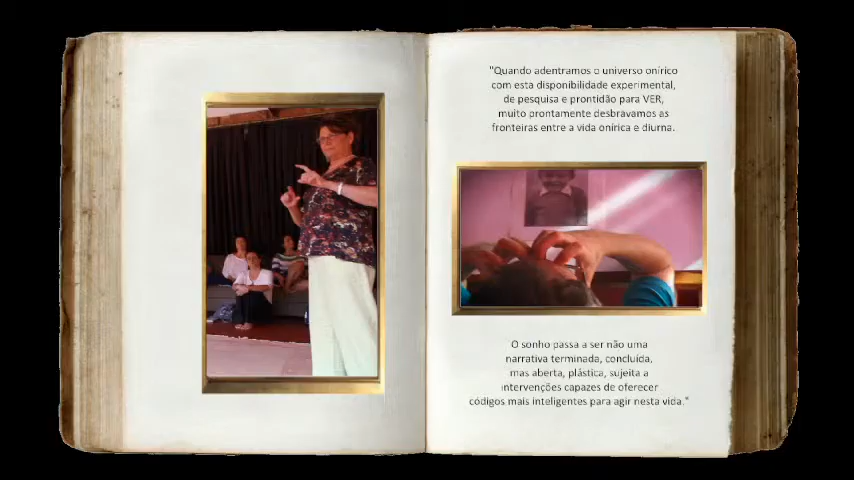 "Quando adentramos o universo onírico
com esta disponibilidade experimental,
de pesquisa e prontidão para VER,
muito prontamente desbravamos as
fronteiras entre a vida onírica e diurna.
O sonho passa a ser não uma
narrativa terminada, concluída,
mas aberta, plástica, sujeita a
intervenções capazes de oferecer
códigos mais inteligentes para agir nesta vida."